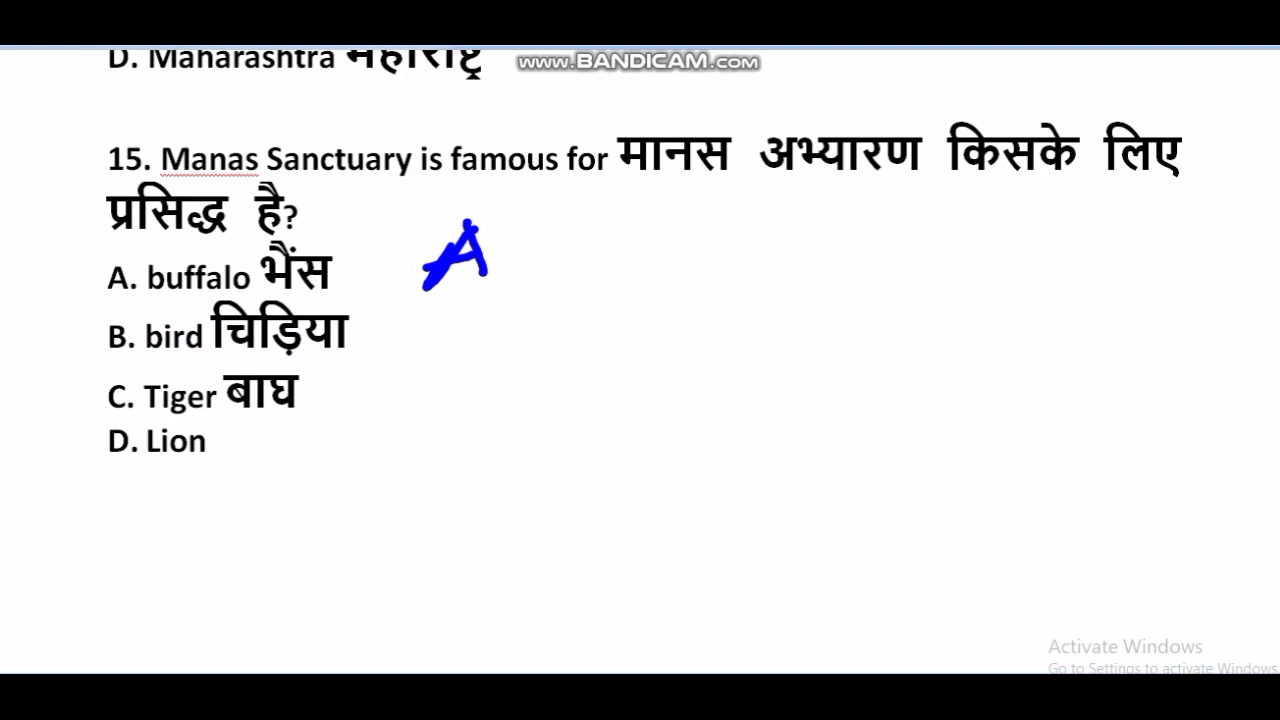 D. Maharashtra महाराष्ट्र
www.BANDICAM.com
15. Manas Sanctuary is famous for मानस अभ्यारण किसके लिए
प्रसिद्ध है?
A. buffalo भैंस
A
B. bird चिड़िया
C. Tiger बाघ
D. Lion
Activate Windows
Go to Settings to activate Windows.